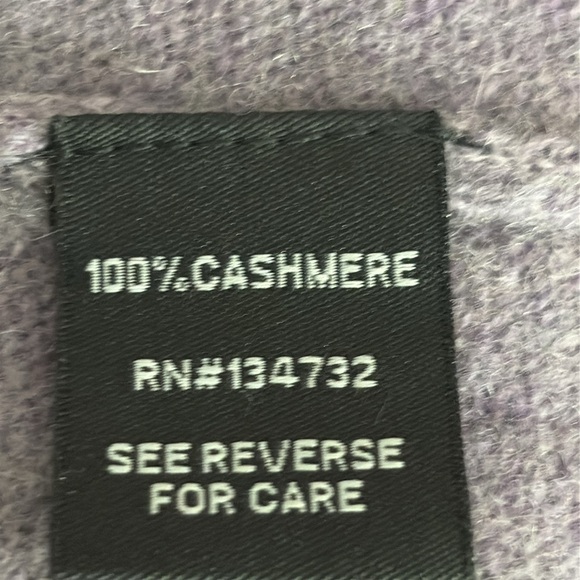 100% CASHMERE
RN#134732
SEE REVERSE
FOR CARE